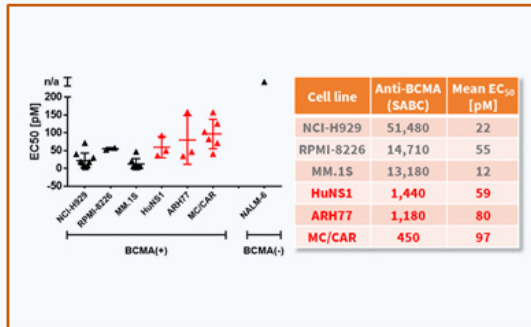 n/a
200
150
100
50
0
-50
EC50 [pM]
NCI-H929
RPMI-8226
MM.1S
HuNS1
ARH77
MC/CAR
NALM-6
BCMA(+)
BCMA(-)
Cell line Anti-BCMA (SABC) Mean EC50 [pM]
NCI-H929 51,480 22
RPMI-8226 14,710 55
MM.1S 13,180 12
HuNS1 1,440 59
ARH77 1,180 80
MC/CAR 450 97